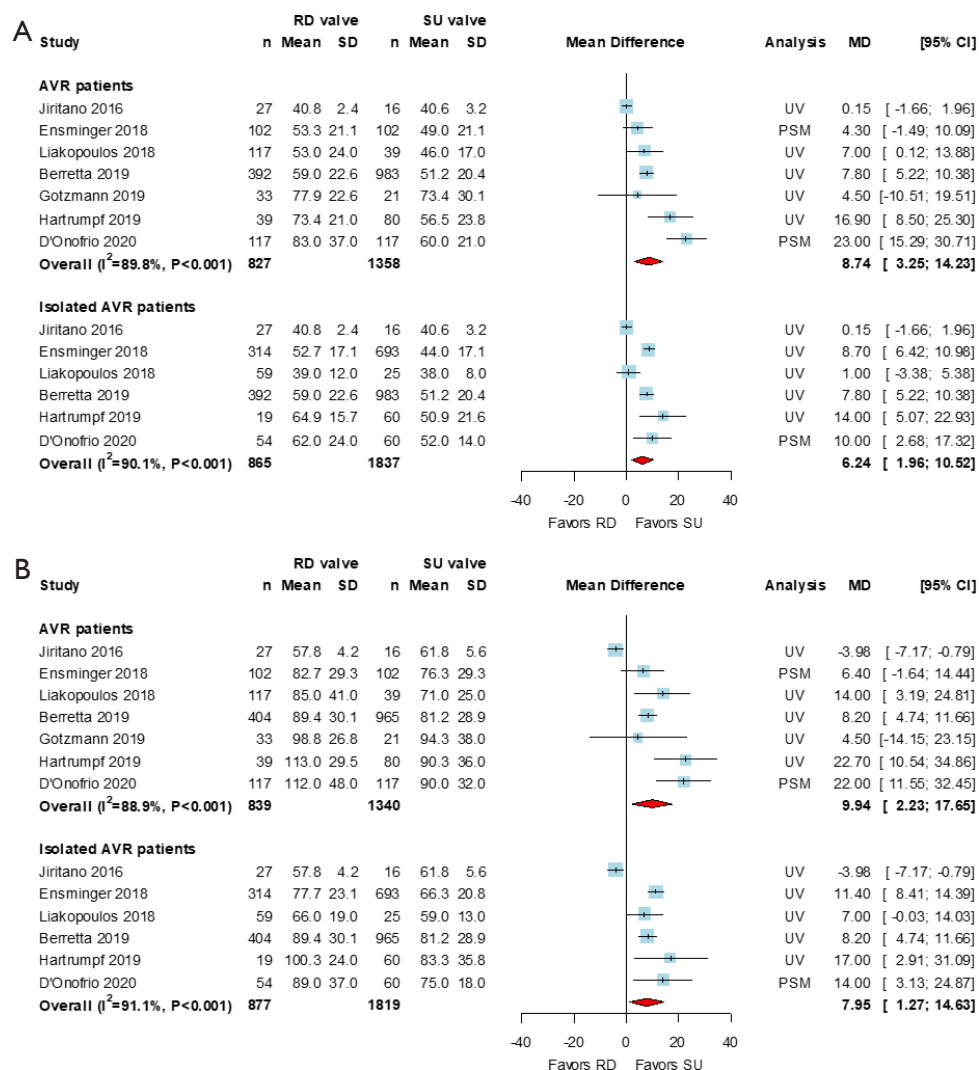 A
RD valve SU valve
Study n Mean SD n Mean SD Mean Difference Analysis MD [95% CI]
AVR patients
Jiritano 2016 27 40.8 2.4 16 40.6 3.2 UV 0.15 [ -1.66; 1.96]
Ensminger 2018 102 53.3 21.1 102 49.0 21.1 PSM 4.30 [ -1.49; 10.09]
Liakopoulos 2018 117 53.0 24.0 39 46.0 17.0 UV 7.00 [ 0.12; 13.88]
Berretta 2019 392 59.0 22.6 983 51.2 20.4 UV 7.80 [ 5.22; 10.38]
Gotzmann 2019 33 77.9 22.6 21 73.4 30.1 UV 4.50 [-10.51; 19.51]
Hartrumpf 2019 39 73.4 21.0 80 56.5 23.8 UV 16.90 [ 8.50; 25.30]
D'Onofrio 2020 117 83.0 37.0 117 60.0 21.0 PSM 23.00 [ 15.29; 30.71]
Overall (I²=89.8%, P<0.001) 827 1358 8.74 [ 3.25; 14.23]
Isolated AVR patients
Jiritano 2016 27 40.8 2.4 16 40.6 3.2 UV 0.15 [ -1.66; 1.96]
Ensminger 2018 314 52.7 17.1 693 44.0 17.1 UV 8.70 [ 6.42; 10.98]
Liakopoulos 2018 59 39.0 12.0 25 38.0 8.0 UV 1.00 [ -3.38; 5.38]
Berretta 2019 392 59.0 22.6 983 51.2 20.4 UV 7.80 [ 5.22; 10.38]
Hartrumpf 2019 19 64.9 15.7 60 50.9 21.6 UV 14.00 [ 5.07; 22.93]
D'Onofrio 2020 54 62.0 24.0 60 52.0 14.0 PSM 10.00 [ 2.68; 17.32]
Overall (I²=90.1%, P<0.001) 865 1837 6.24 [ 1.96; 10.52]
-40 -20 0 20 40
Favors RD Favors SU
B
RD valve SU valve
Study n Mean SD n Mean SD Mean Difference Analysis MD [95% CI]
AVR patients
Jiritano 2016 27 57.8 4.2 16 61.8 5.6 UV -3.98 [ -7.17; -0.79]
Ensminger 2018 102 82.7 29.3 102 76.3 29.3 PSM 6.40 [ -1.64; 14.44]
Liakopoulos 2018 117 85.0 41.0 39 71.0 25.0 UV 14.00 [ 3.19; 24.81]
Berretta 2019 404 89.4 30.1 965 81.2 28.9 UV 8.20 [ 4.74; 11.66]
Gotzmann 2019 33 98.8 26.8 21 94.3 38.0 UV 4.50 [-14.15; 23.15]
Hartrumpf 2019 39 113.0 29.5 80 90.3 36.0 UV 22.70 [ 10.54; 34.86]
D'Onofrio 2020 117 112.0 48.0 117 90.0 32.0 PSM 22.00 [ 11.55; 32.45]
Overall (I²=88.9%, P<0.001) 839 1340 9.94 [ 2.23; 17.65]
Isolated AVR patients
Jiritano 2016 27 57.8 4.2 16 61.8 5.6 UV -3.98 [ -7.17; -0.79]
Ensminger 2018 314 77.7 23.1 693 66.3 20.8 UV 11.40 [ 8.41; 14.39]
Liakopoulos 2018 59 66.0 19.0 25 59.0 13.0 UV 7.00 [ -0.03; 14.03]
Berretta 2019 404 89.4 30.1 965 81.2 28.9 UV 8.20 [ 4.74; 11.66]
Hartrumpf 2019 19 100.3 24.0 60 83.3 35.8 UV 17.00 [ 2.91; 31.09]
D'Onofrio 2020 54 89.0 37.0 60 75.0 18.0 PSM 14.00 [ 3.13; 24.87]
Overall (I²=91.1%, P<0.001) 877 1819 7.95 [ 1.27; 14.63]
-40 -20 0 20 40
Favors RD Favors SU